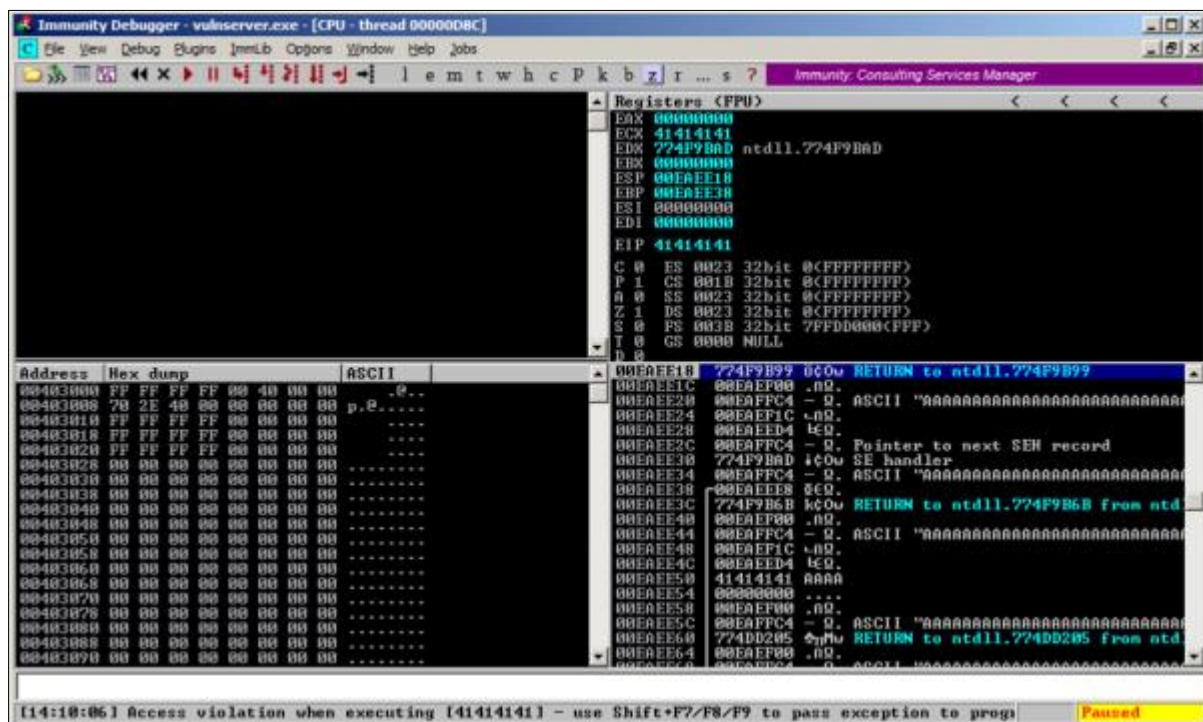 Immunity Debugger - vulnserver.exe - [CPU - thread 00000D8C]
File View Debug Plugins ImmLib Options Window Help Jobs
l e m t w h c P k b z r ... s ? Immunity: Consulting Services Manager
Registers (FPU) < < < <
EAX 00000000
ECX 41414141
EDX 774F9BAD ntdll.774F9BAD
EBX 00000000
ESP 00EAEE18
EBP 00EAEE38
ESI 00000000
EDI 00000000
EIP 41414141
C 0 ES 0023 32bit 0(FFFFFFFF)
P 1 CS 001B 32bit 0(FFFFFFFF)
A 0 SS 0023 32bit 0(FFFFFFFF)
Z 1 DS 0023 32bit 0(FFFFFFFF)
S 0 FS 003B 32bit 7FFDD000(FFF)
T 0 GS 0000 NULL
D 0
Address Hex dump ASCII
00403000 FF FF FF FF 00 40 00 00 .@..
00403008 70 2E 40 00 00 00 00 00 p.@.....
00403010 FF FF FF FF 00 00 00 00 ....
00403018 FF FF FF FF 00 00 00 00 ....
00403020 FF FF FF FF 00 00 00 00 ....
00403028 00 00 00 00 00 00 00 00 ........
00403030 00 00 00 00 00 00 00 00 ........
00403038 00 00 00 00 00 00 00 00 ........
00403040 00 00 00 00 00 00 00 00 ........
00403048 00 00 00 00 00 00 00 00 ........
00403050 00 00 00 00 00 00 00 00 ........
00403058 00 00 00 00 00 00 00 00 ........
00403060 00 00 00 00 00 00 00 00 ........
00403068 00 00 00 00 00 00 00 00 ........
00403070 00 00 00 00 00 00 00 00 ........
00403078 00 00 00 00 00 00 00 00 ........
00403080 00 00 00 00 00 00 00 00 ........
00403088 00 00 00 00 00 00 00 00 ........
00403090 00 00 00 00 00 00 00 00 ........
00EAEE18 774F9B99 RETURN to ntdll.774F9B99
00EAEE1C 00EAEF00
00EAEE20 00EAFFC4 ASCII "AAAAAAAAAAAAAAAAAAAAAAAAAAAA
00EAEE24 00EAEF1C
00EAEE28 00EAEED4
00EAEE2C 00EAFFC4 Pointer to next SEH record
00EAEE30 774F9BAD SE handler
00EAEE34 00EAFFC4 ASCII "AAAAAAAAAAAAAAAAAAAAAAAAAAAA
00EAEE38 00EAEEE8
00EAEE3C 774F9B6B RETURN to ntdll.774F9B6B from ntd
00EAEE40 00EAEF00
00EAEE44 00EAFFC4 ASCII "AAAAAAAAAAAAAAAAAAAAAAAAAAAA
00EAEE48 00EAEF1C
00EAEE4C 00EAEED4
00EAEE50 41414141 AAAA
00EAEE54 00000000 ....
00EAEE58 00EAEF00
00EAEE5C 00EAFFC4 ASCII "AAAAAAAAAAAAAAAAAAAAAAAAAAAA
00EAEE60 774DD205 RETURN to ntdll.774DD205 from ntd
00EAEE64 00EAEF00
[14:10:06] Access violation when executing [41414141] - use Shift+F7/F8/F9 to pass exception to prog
Paused